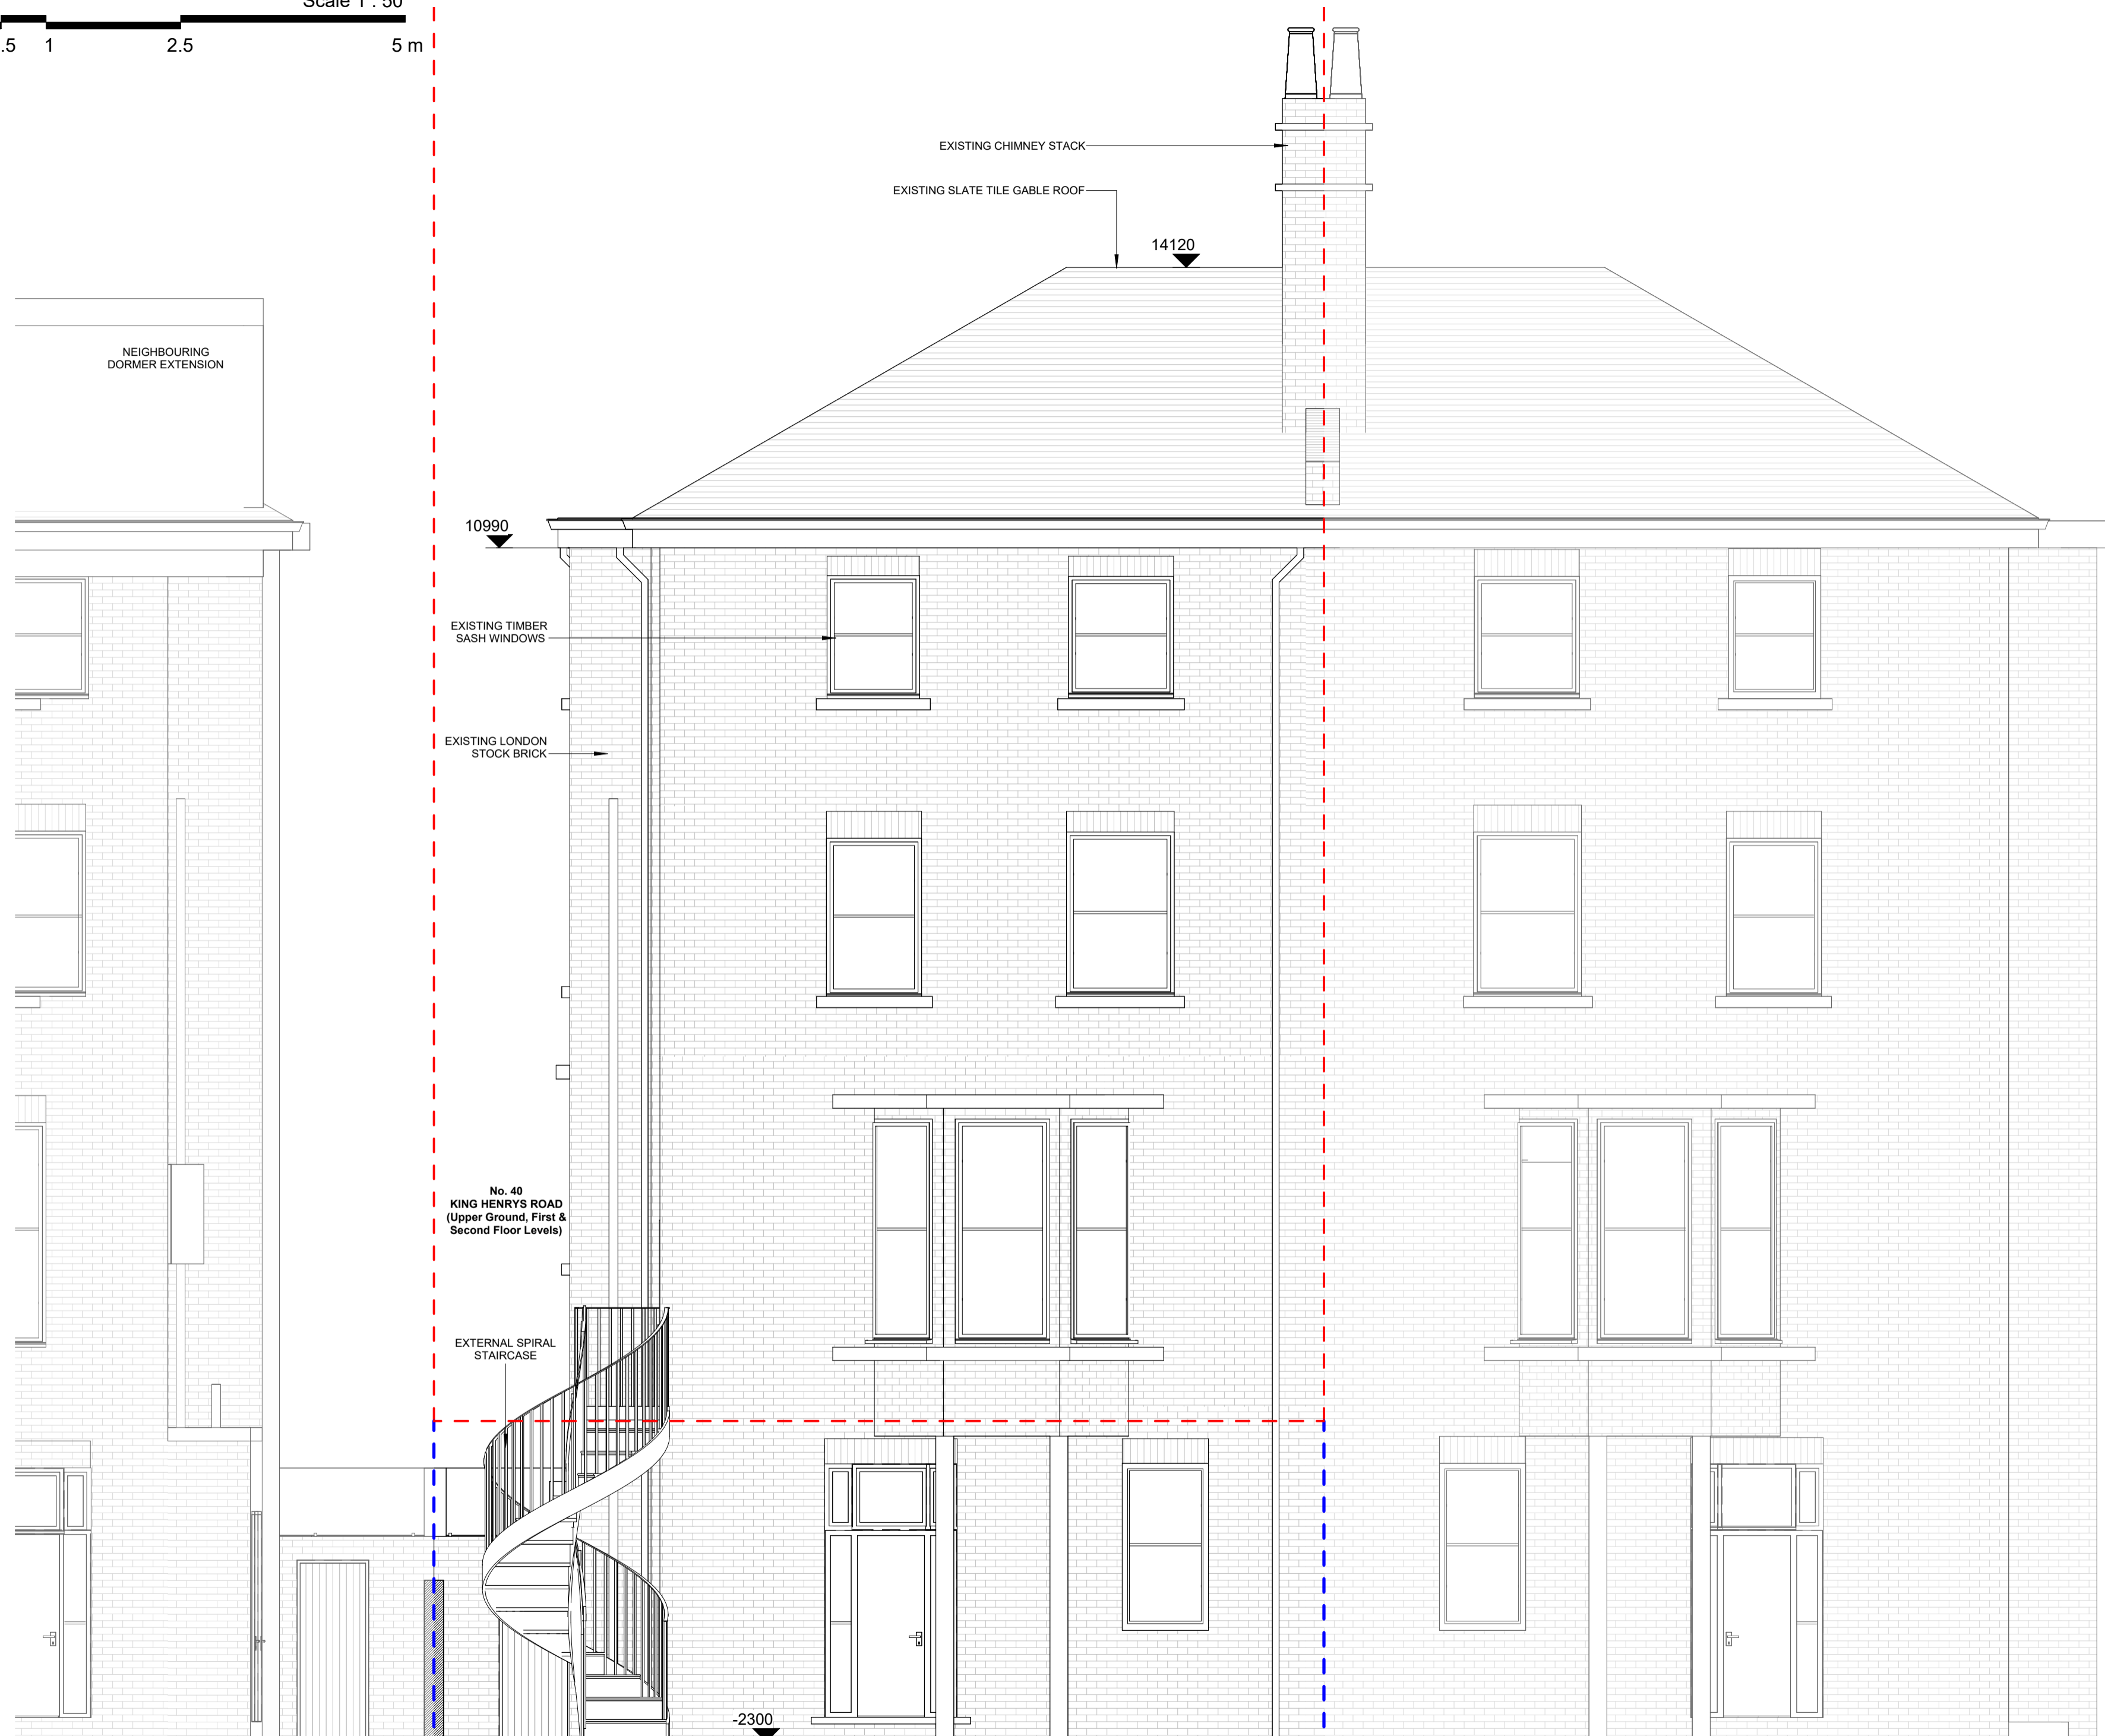 Scale 1 : 50
.5 1 2.5 5 m
EXISTING CHIMNEY STACK
EXISTING SLATE TILE GABLE ROOF
14120
NEIGHBOURING
DORMER EXTENSION
10990
EXISTING TIMBER
SASH WINDOWS
EXISTING LONDON
STOCK BRICK
No. 40
KING HENRYS ROAD
(Upper Ground, First &
Second Floor Levels)
EXTERNAL SPIRAL
STAIRCASE
-2300